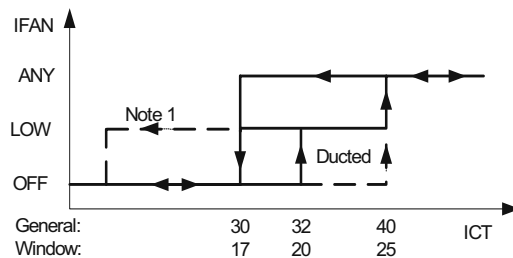 IFAN
ANY
Note 1
LOW
Ducted
OFF
General: 30 32 40 ICT
Window: 17 20 25